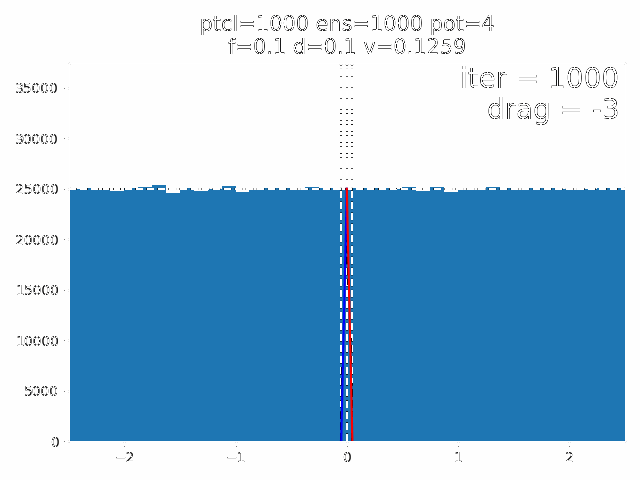 ptcl=1000 ens=1000 pot=4
f=0.1 d=0.1 v=0.1259
iter = 1000
drag = -3
35000
30000
25000
20000
15000
10000
5000
0
−2 −1 0 1 2